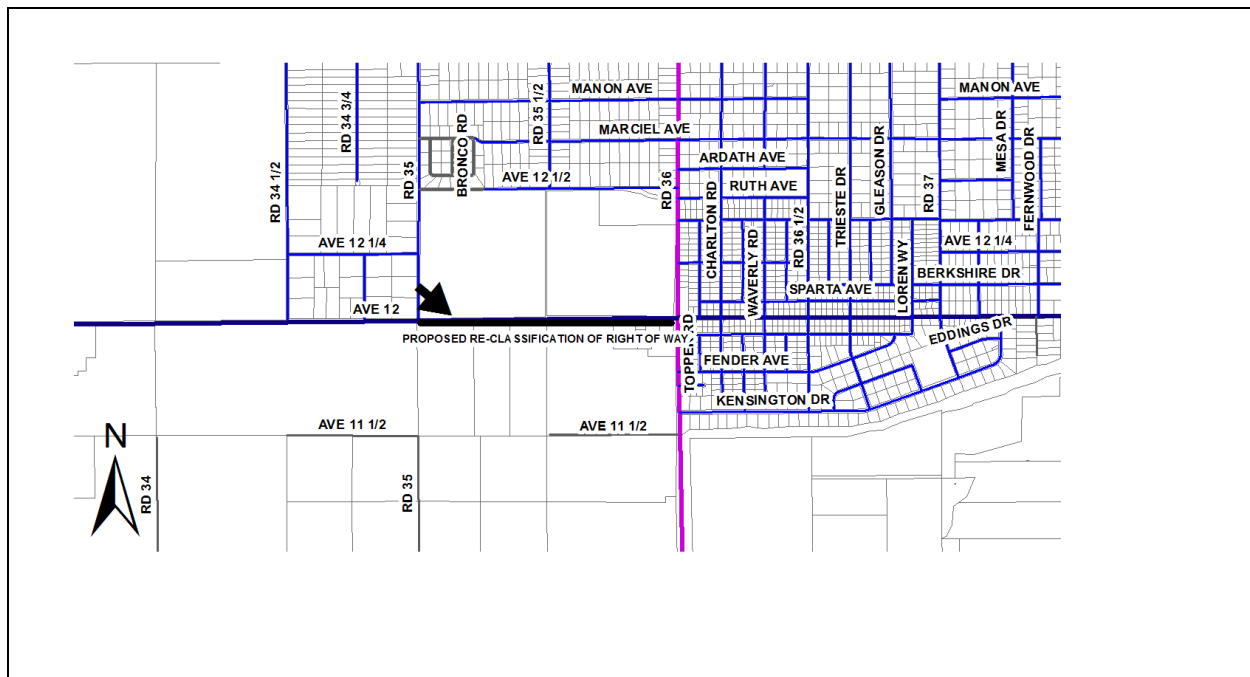 MANON AVE
MANON AVE
RD 34 3/4
RD 35 1/2
BRONCO RD
MARCIEL AVE
MESA DR
FERNWOOD DR
GLEASON DR
ARDATH AVE
RD 34 1/2
RD 35
AVE 12 1/2
RD 36
RUTH AVE
RD 37
TRIESTE DR
CHARLTON RD
WAVERLY RD
RD 36 1/2
AVE 12 1/4
AVE 12 1/4
LOREN WY
BERKSHIRE DR
SPARTA AVE
AVE 12
PROPOSED RE-CLASSIFICATION OF RIGHT OF WAY
TOPPER RD
EDDINGS DR
FENDER AVE
KENSINGTON DR
AVE 11 1/2
AVE 11 1/2
N
RD 34
RD 35